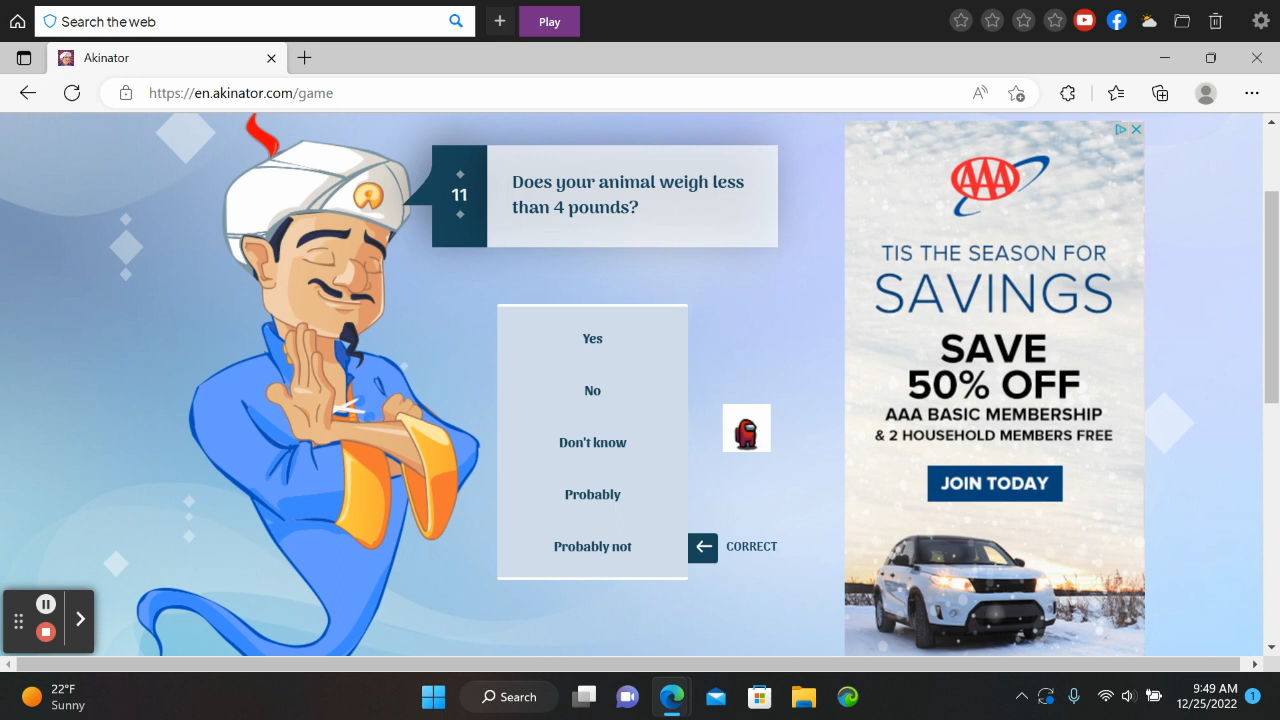 Search the web
Play
Akinator
https://en.akinator.com/game
11
Does your animal weigh less
than 4 pounds?
Yes
No
Don't know
Probably
Probably not
CORRECT
AAA
TIS THE SEASON FOR
SAVINGS
SAVE
50% OFF
AAA BASIC MEMBERSHIP
& 2 HOUSEHOLD MEMBERS FREE
JOIN TODAY
22°F
Sunny
Search
9:49 AM
12/25/2022
1